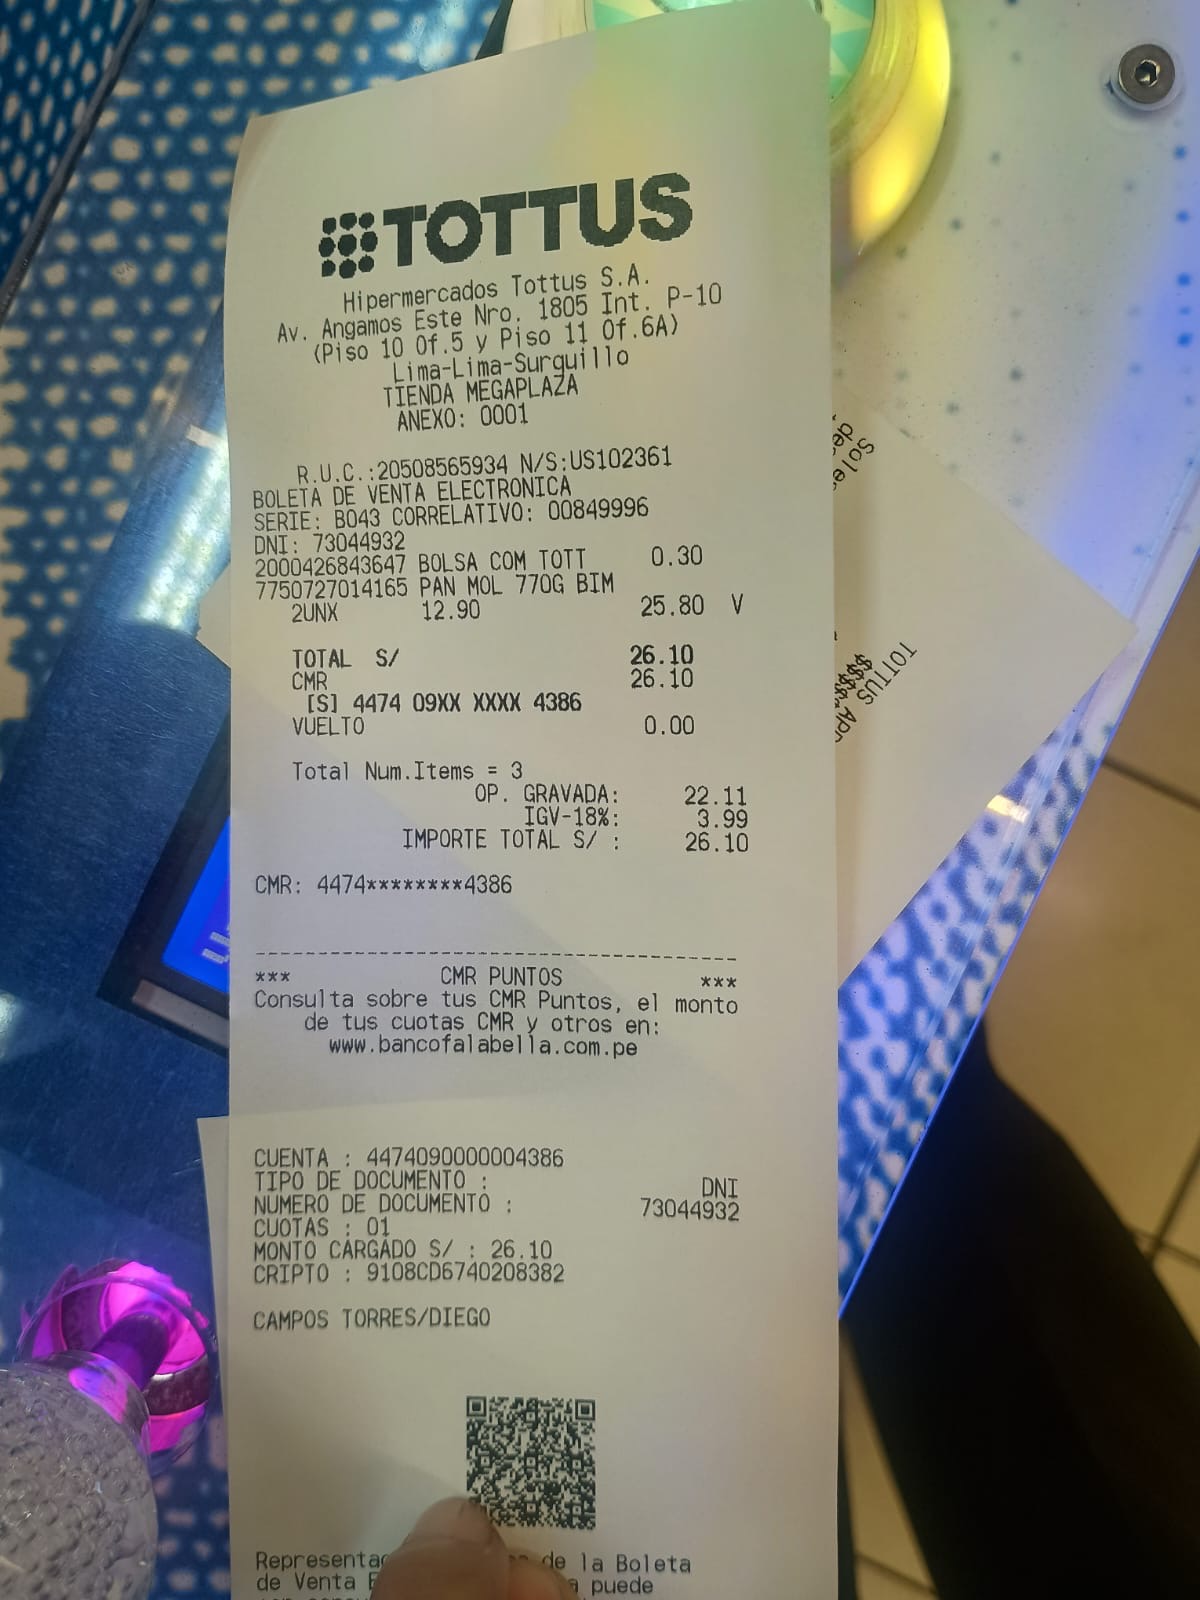 TOTTUS
Hipermercados Tottus S.A.
Av. Angamos Este Nro. 1805 Int. P-10
(Piso 10 Of.5 y Piso 11 Of.6A)
Lima-Lima-Surquillo
TIENDA MEGAPLAZA
ANEXO: 0001
R.U.C.:20508565934 N/S:US102361
BOLETA DE VENTA ELECTRONICA
SERIE: B043 CORRELATIVO: 00849996
DNI: 73044932
2000426843647 BOLSA COM TOTT 0.30
7750727014165 PAN MOL 770G BIM
2UNX 12.90 25.80 V
TOTAL S/ 26.10
CMR 26.10
[S] 4474 09XX XXXX 4386
VUELTO 0.00
Total Num.Items = 3
OP. GRAVADA: 22.11
IGV-18%: 3.99
IMPORTE TOTAL S/ : 26.10
CMR: 4474********4386
*** CMR PUNTOS ***
Consulta sobre tus CMR Puntos, el monto
de tus cuotas CMR y otros en:
www.bancofalabella.com.pe
CUENTA : 4474090000004386
TIPO DE DOCUMENTO : DNI
NUMERO DE DOCUMENTO : 73044932
CUOTAS : 01
MONTO CARGADO S/ : 26.10
CRIPTO : 9108CD6740208382
CAMPOS TORRES/DIEGO
de la Boleta
de Venta puede
Soles
TOTTUS App
$$$$